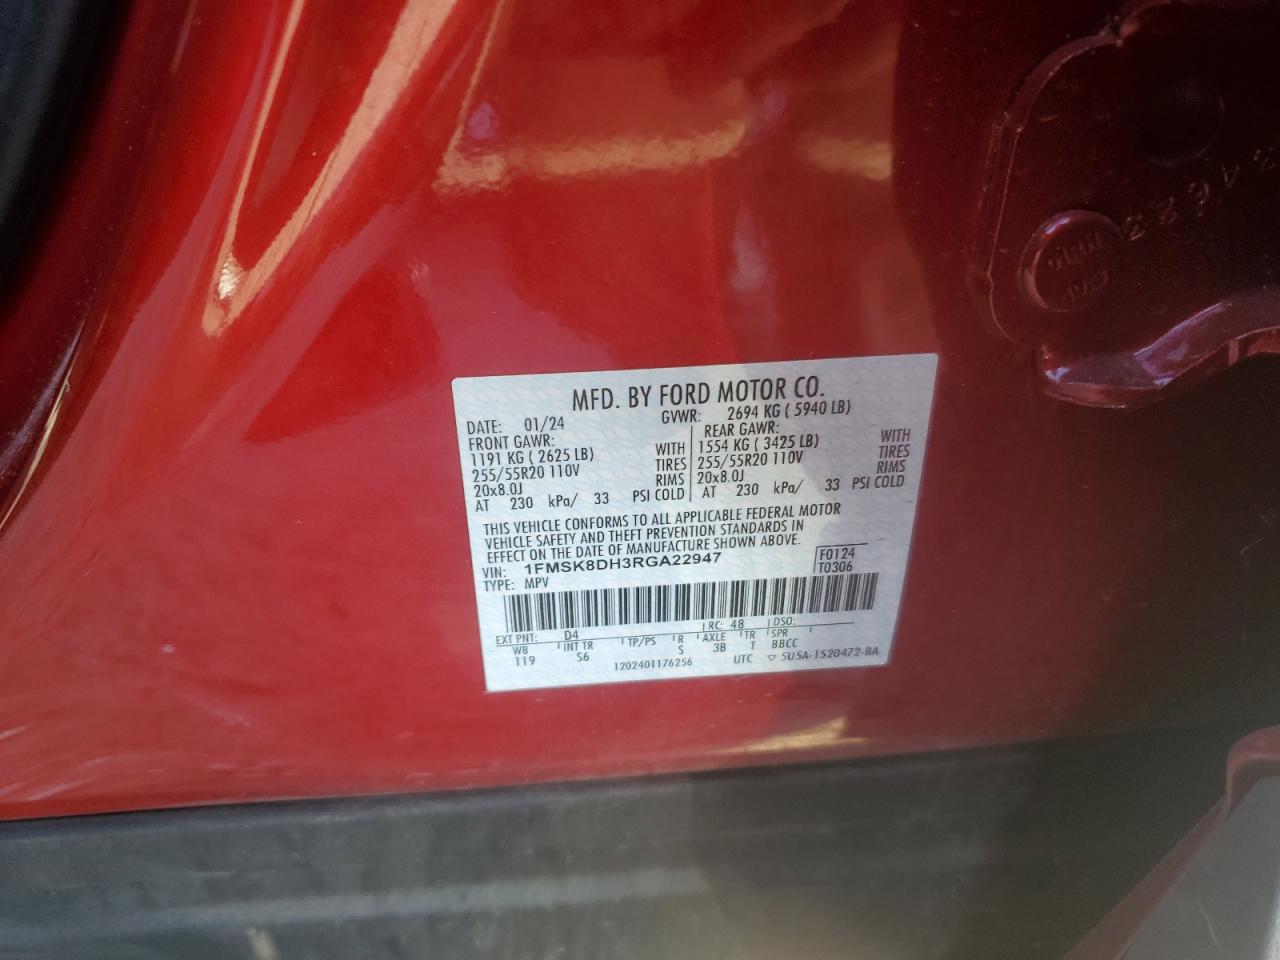 MFD. BY FORD MOTOR CO.
DATE: 01/24 GVWR: 2694 KG ( 5940 LB)
FRONT GAWR: REAR GAWR:
1191 KG ( 2625 LB) WITH 1554 KG ( 3425 LB) WITH
255/55R20 110V TIRES 255/55R20 110V TIRES
20x8.0J RIMS 20x8.0J RIMS
AT 230 kPa/ 33 PSI COLD AT 230 kPa/ 33 PSI COLD
THIS VEHICLE CONFORMS TO ALL APPLICABLE FEDERAL MOTOR
VEHICLE SAFETY AND THEFT PREVENTION STANDARDS IN
EFFECT ON THE DATE OF MANUFACTURE SHOWN ABOVE.
VIN: 1FMSK8DH3RGA22947 F0124
TYPE: MPV T0306
EXT PNT: D4 RC: 48 DSO:
WB INT TR TP/PS R AXLE TR SPR
119 S6 S 3B T BBCC
1202401176256 UTC ▽ 5U5A-1520472-BA